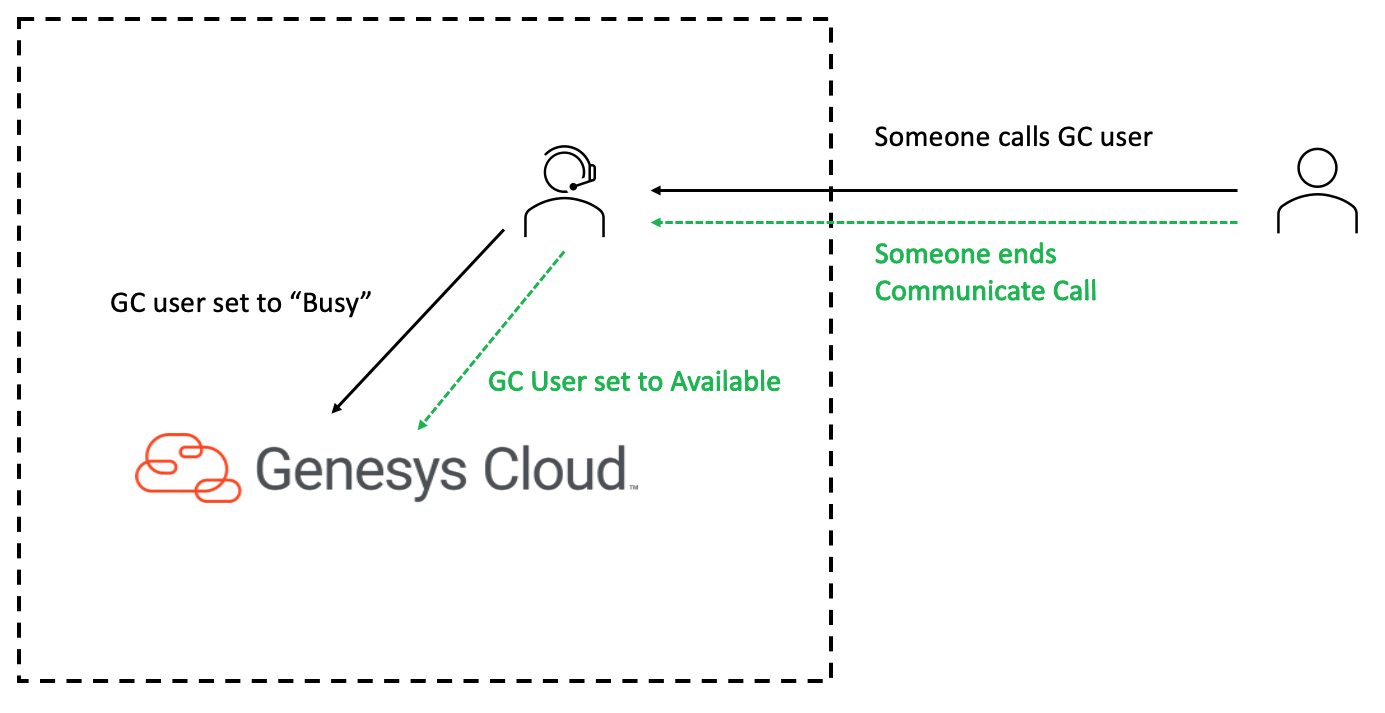 Someone calls GC user
Someone ends
Communicate Call
GC user set to “Busy”
GC User set to Available
Genesys Cloud™